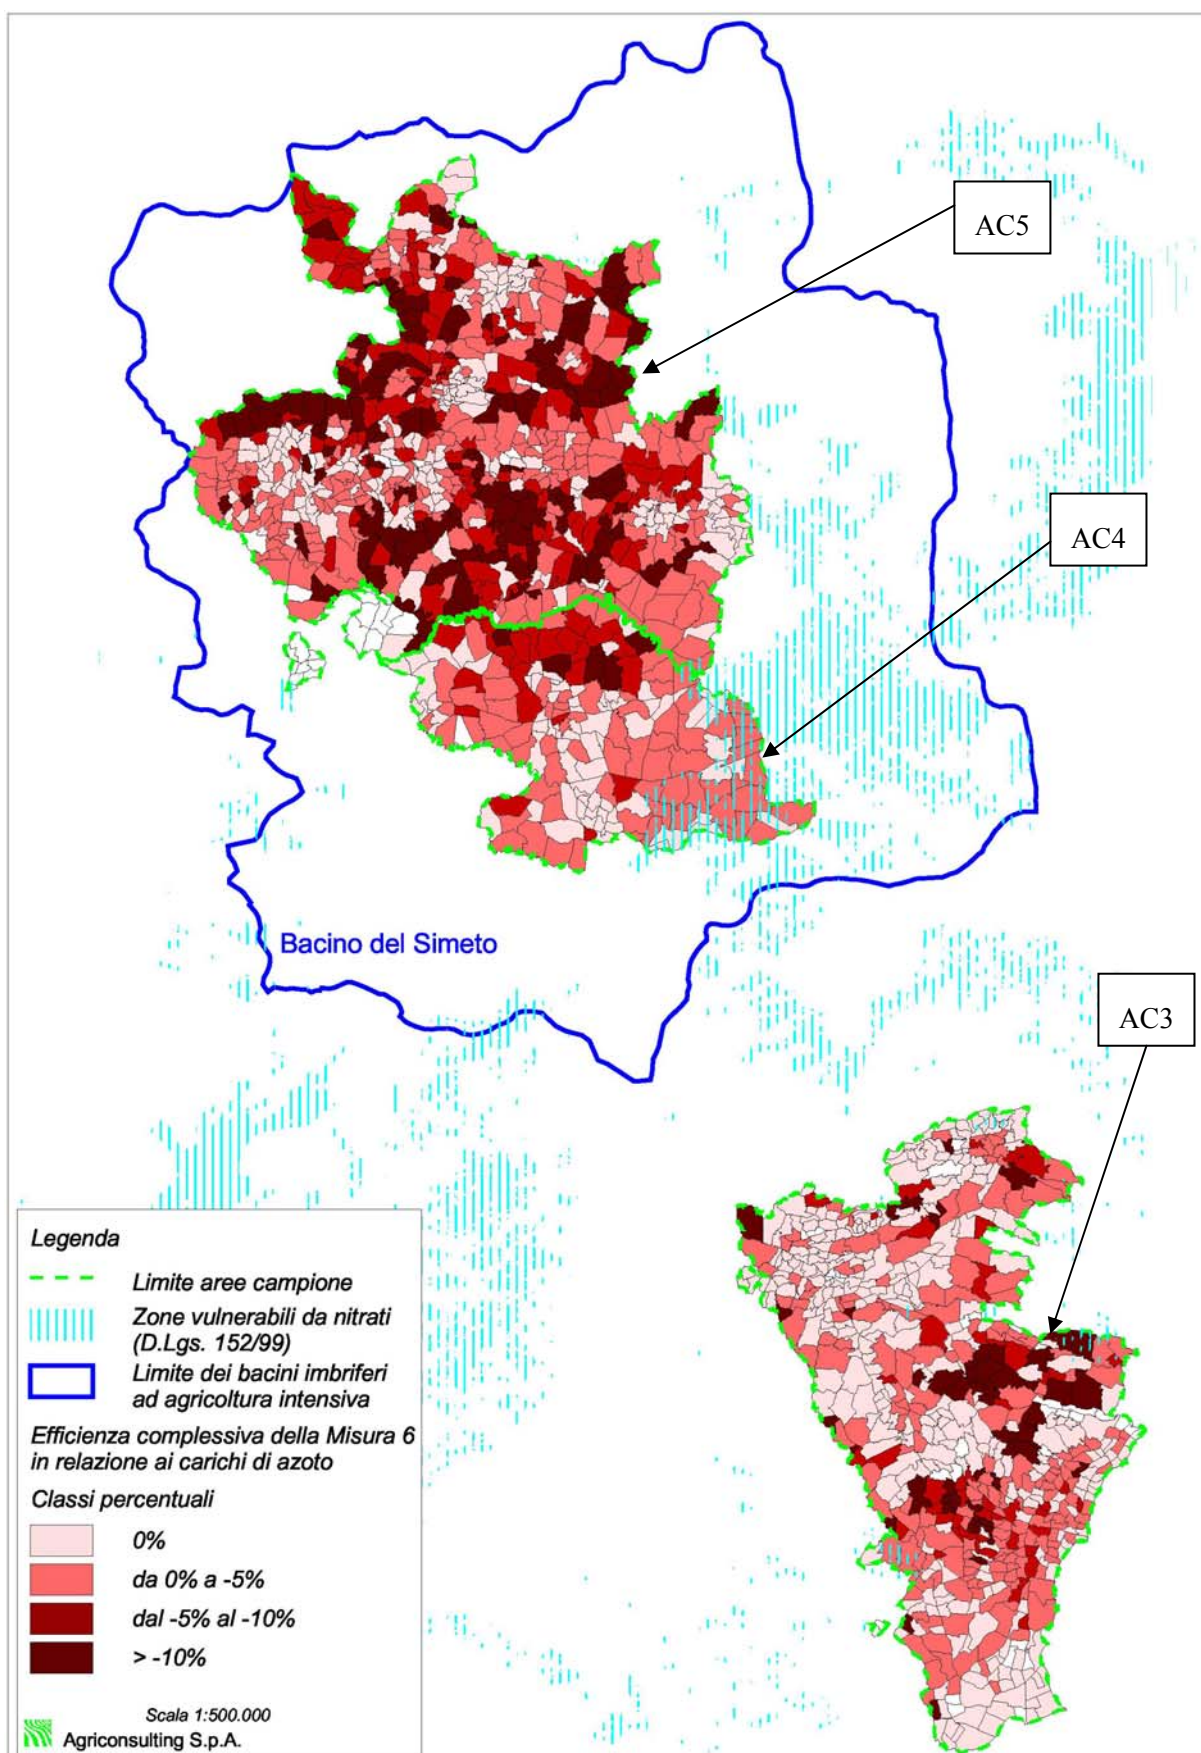 AC5
AC4
Bacino del Simeto
AC3
Legenda
Limite aree campione
Zone vulnerabili da nitrati
(D.Lgs. 152/99)
Limite dei bacini imbriferi
ad agricoltura intensiva
Efficienza complessiva della Misura 6
in relazione ai carichi di azoto
Classi percentuali
0%
da 0% a -5%
dal -5% al -10%
> -10%
Scala 1:500.000
Agriconsulting S.p.A.